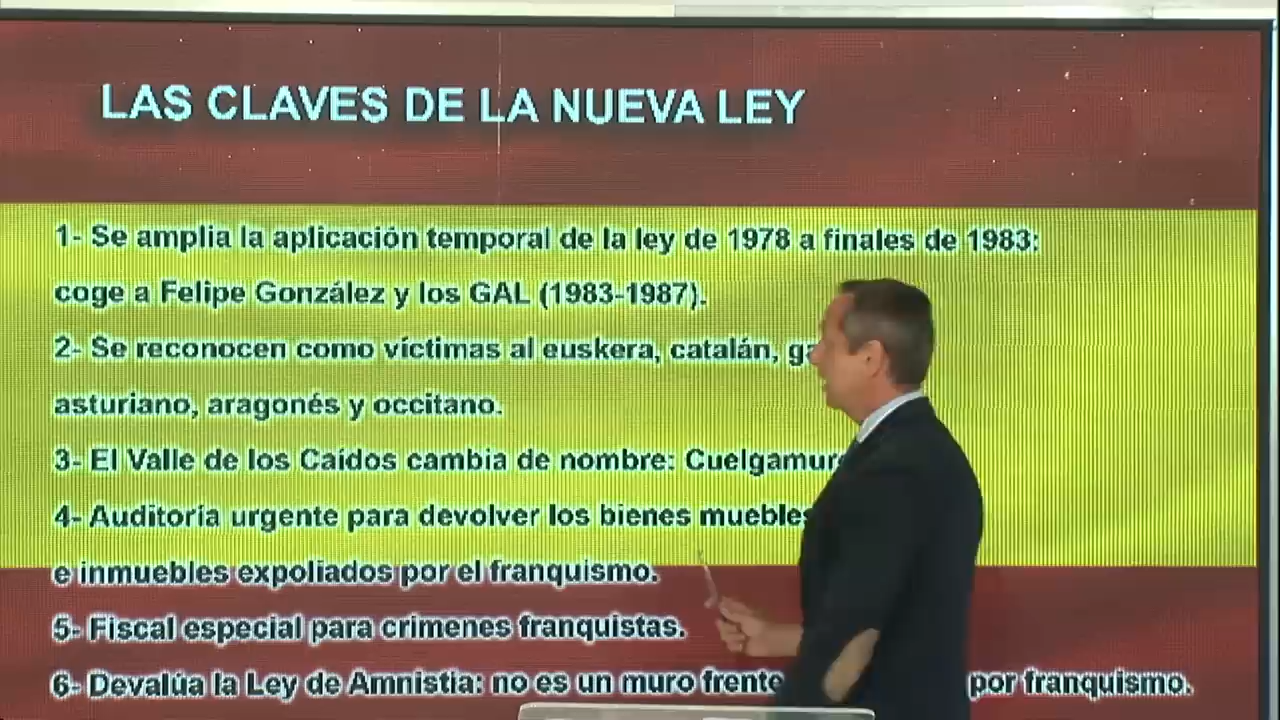 LAS CLAVES DE LA NUEVA LEY
1- Se amplia la aplicación temporal de la ley de 1978 a finales de 1983:
coge a Felipe González y los GAL (1983-1987).
2- Se reconocen como víctimas al euskera, catalán,
asturiano, aragonés y occitano.
3- El Valle de los Caídos cambia de nombre:
4- Auditoría urgente para devolver los bienes muebles
e inmuebles expoliados por el franquismo.
5- Fiscal especial para crimenes franquistas.
6- Devalúa la Ley de Amnistia: no es un muro frente por franquismo.